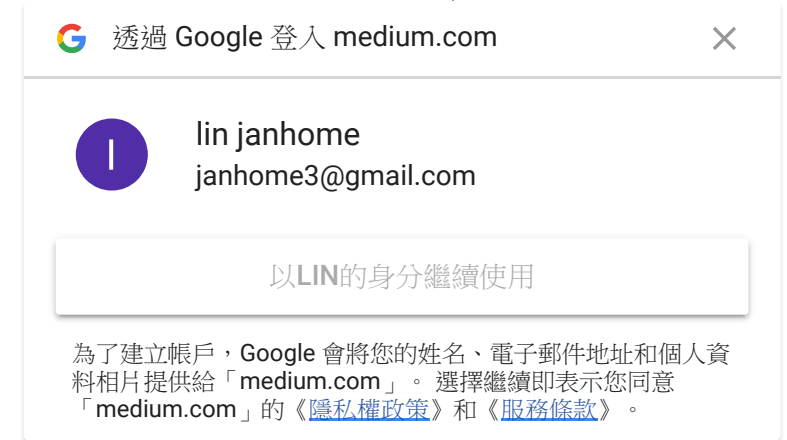 透過 Google 登入 medium.com
l
lin janhome
janhome3@gmail.com
以LIN的身分繼續使用
為了建立帳戶，Google 會將您的姓名、電子郵件地址和個人資
料相片提供給「medium.com」。 選擇繼續即表示您同意
「medium.com」的《隱私權政策》和《服務條款》。